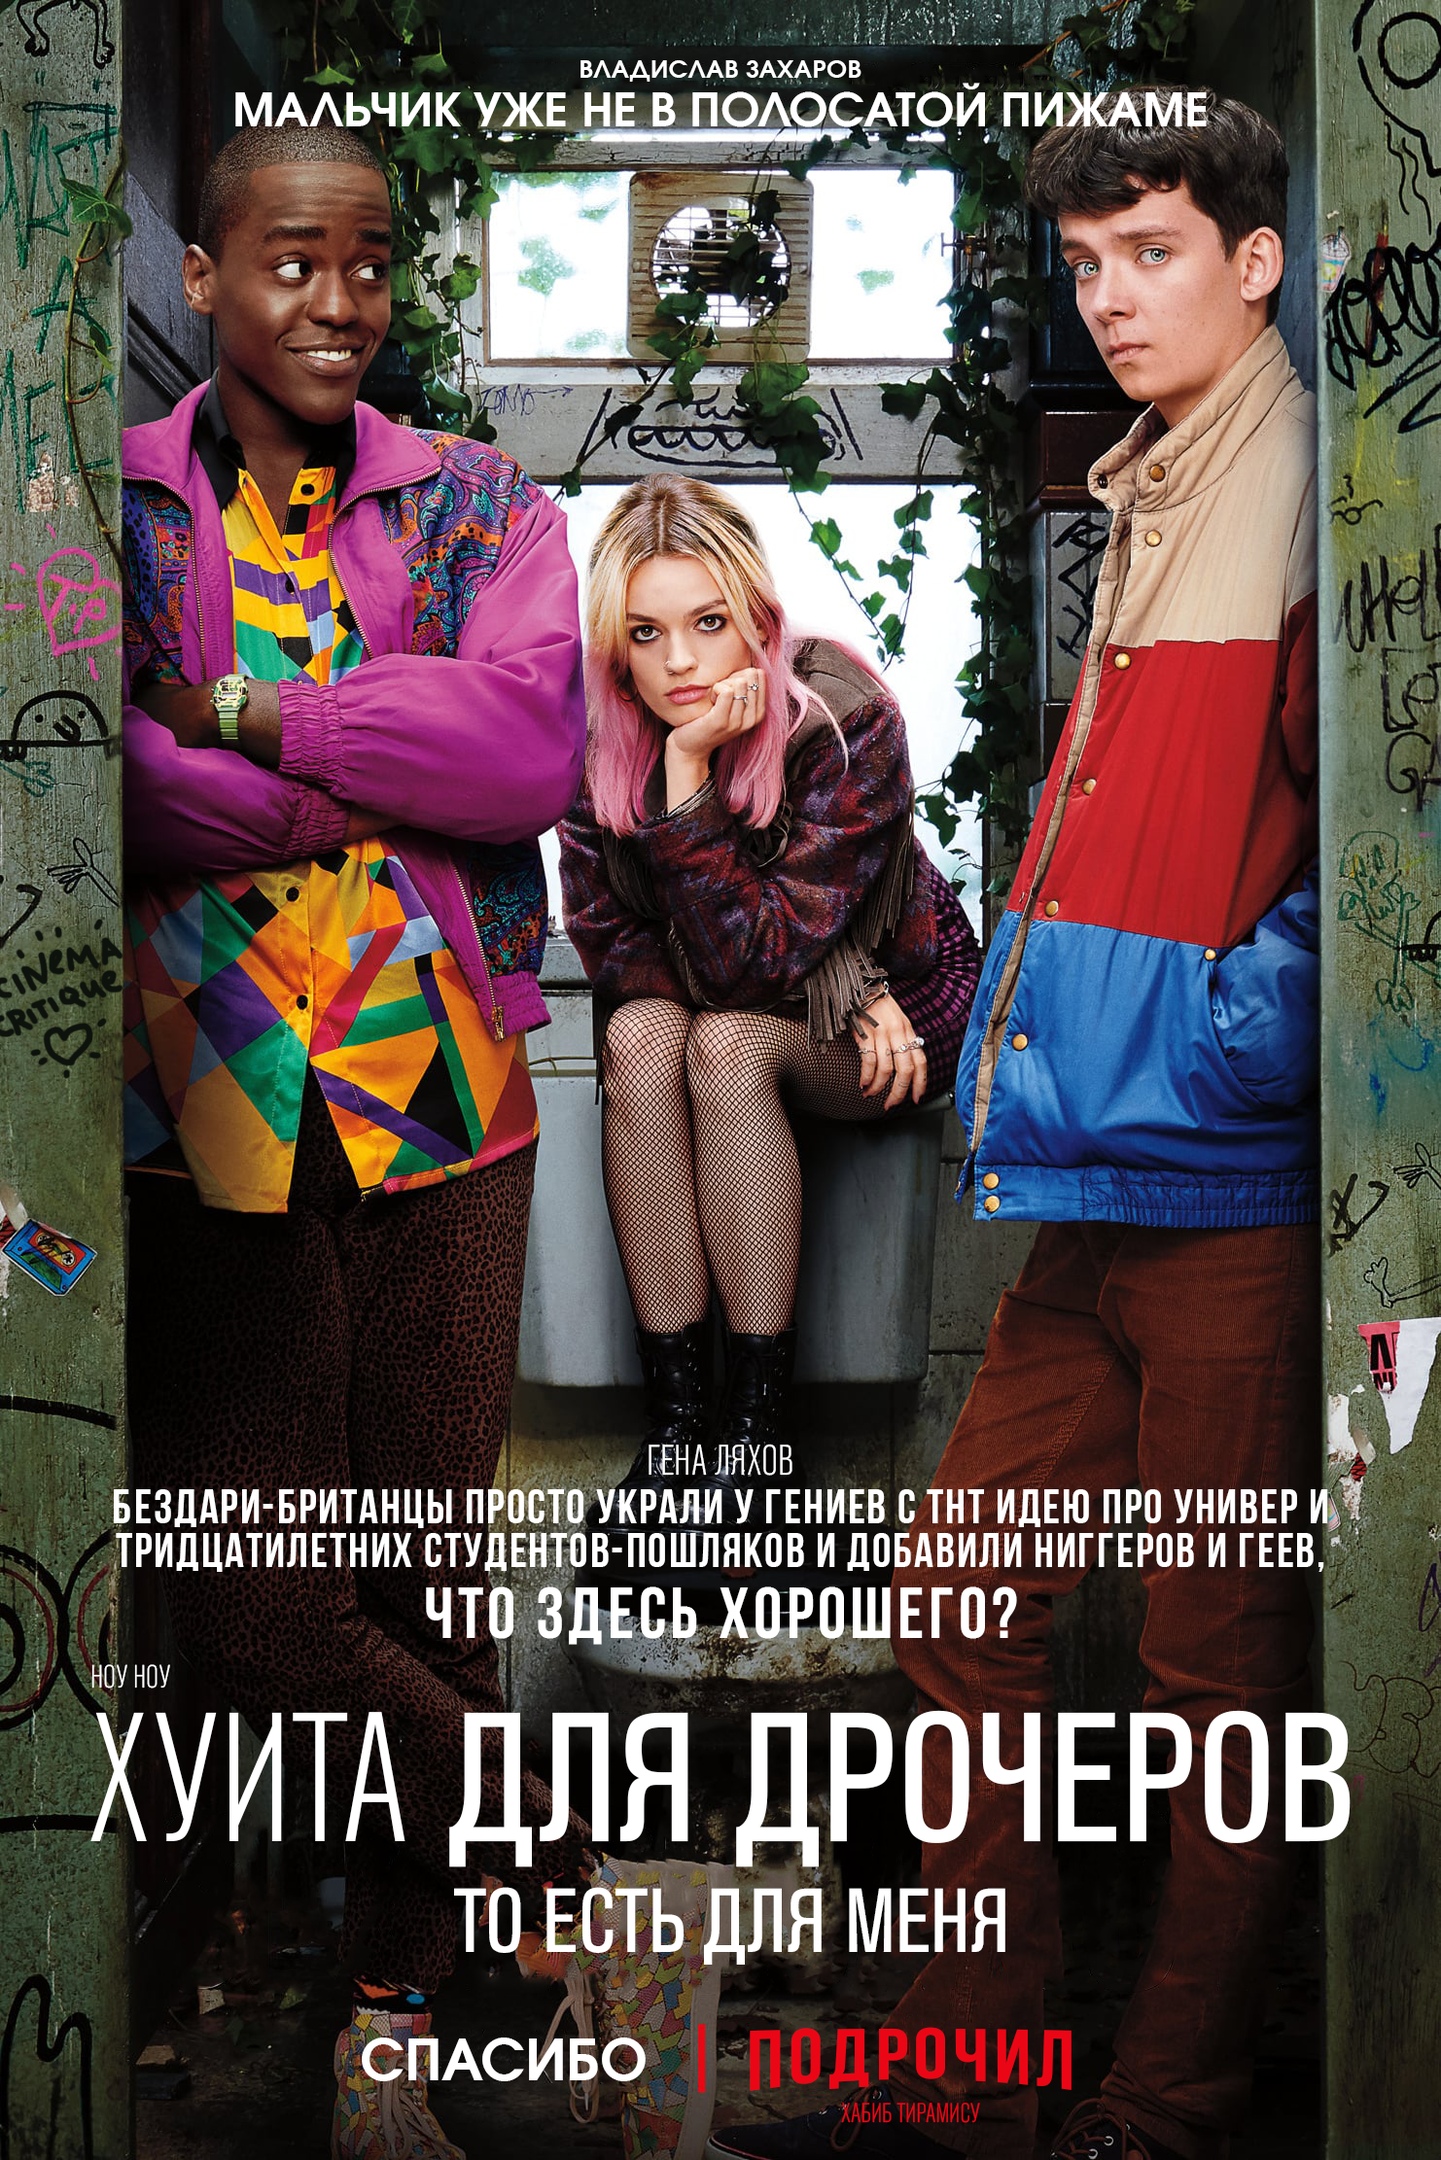 ВЛАДИСЛАВ ЗАХАРОВ
МАЛЬЧИК УЖЕ НЕ В ПОЛОСАТОЙ ПИЖАМЕ
CINEMA
CRITIQUE
ГЕНА ЛЯХОВ
БЕЗДАРИ-БРИТАНЦЫ ПРОСТО УКРАЛИ У ГЕНИЕВ С ТНТ ИДЕЮ ПРО УНИВЕР И
ТРИДЦАТИЛЕТНИХ СТУДЕНТОВ-ПОШЛЯКОВ И ДОБАВИЛИ НИГГЕРОВ И ГЕЕВ,
ЧТО ЗДЕСЬ ХОРОШЕГО?
НОУ НОУ
ХУИТА ДЛЯ ДРОЧЕРОВ
ТО ЕСТЬ ДЛЯ МЕНЯ
СПАСИБО | ПОДРОЧИЛ
ХАБИБ ТИРАМИСУ